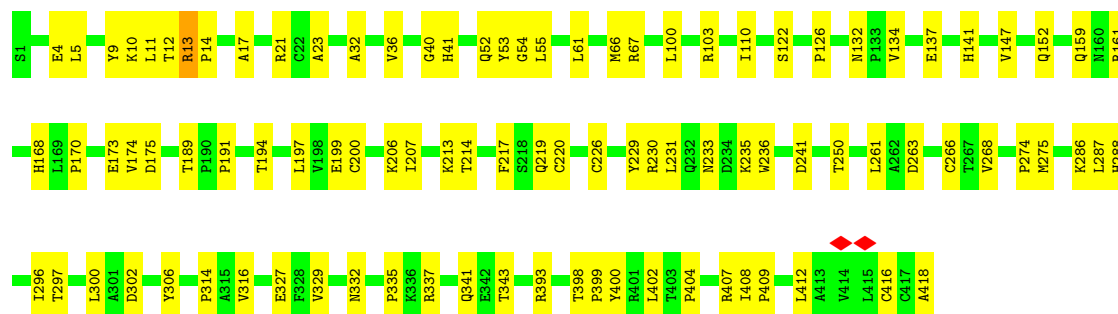 S1 E4 L5 Y9 K10 L11 T12 R13 P14 A17 R21 C22 A23 A32 V36 G40 H41 Q52 Y53 G54 L55 L61 M66 R67 L100 R103 I110 S122 P126 N132 P133 V134 E137 H141 V147 Q152 Q159 N160 R161
H168 L169 P170 E173 V174 D175 T189 P190 P191 T194 L197 V198 E199 C200 K206 I207 K213 T214 F217 S218 Q219 C220 C226 Y229 R230 L231 Q232 N233 D234 K235 W236 D241 T250 L261 A262 D263 C266 T267 V268 P274 M275 K286 L287 H288
I296 T297 L300 A301 D302 Y306 P314 A315 V316 E327 F328 V329 N332 P335 K336 R337 Q341 E342 T343 R393 T398 P399 Y400 R401 L402 T403 P404 R407 I408 P409 L412 A413 V414 L415 C416 C417 A418